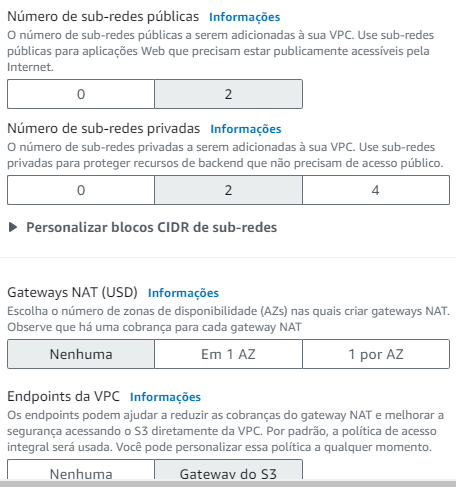 Número de sub-redes públicas Informações
O número de sub-redes públicas a serem adicionadas à sua VPC. Use sub-redes
públicas para aplicações Web que precisam estar publicamente acessíveis pela
Internet.
0 2
Número de sub-redes privadas Informações
O número de sub-redes privadas a serem adicionadas à sua VPC. Use sub-redes
privadas para proteger recursos de backend que não precisam de acesso público.
0 2 4
Personalizar blocos CIDR de sub-redes
Gateways NAT (USD) Informações
Escolha o número de zonas de disponibilidade (AZs) nas quais criar gateways NAT.
Observe que há uma cobrança para cada gateway NAT
Nenhuma Em 1 AZ 1 por AZ
Endpoints da VPC Informações
Os endpoints podem ajudar a reduzir as cobranças do gateway NAT e melhorar a
segurança acessando o S3 diretamente da VPC. Por padrão, a política de acesso
integral será usada. Você pode personalizar essa política a qualquer momento.
Nenhuma Gateway do S3